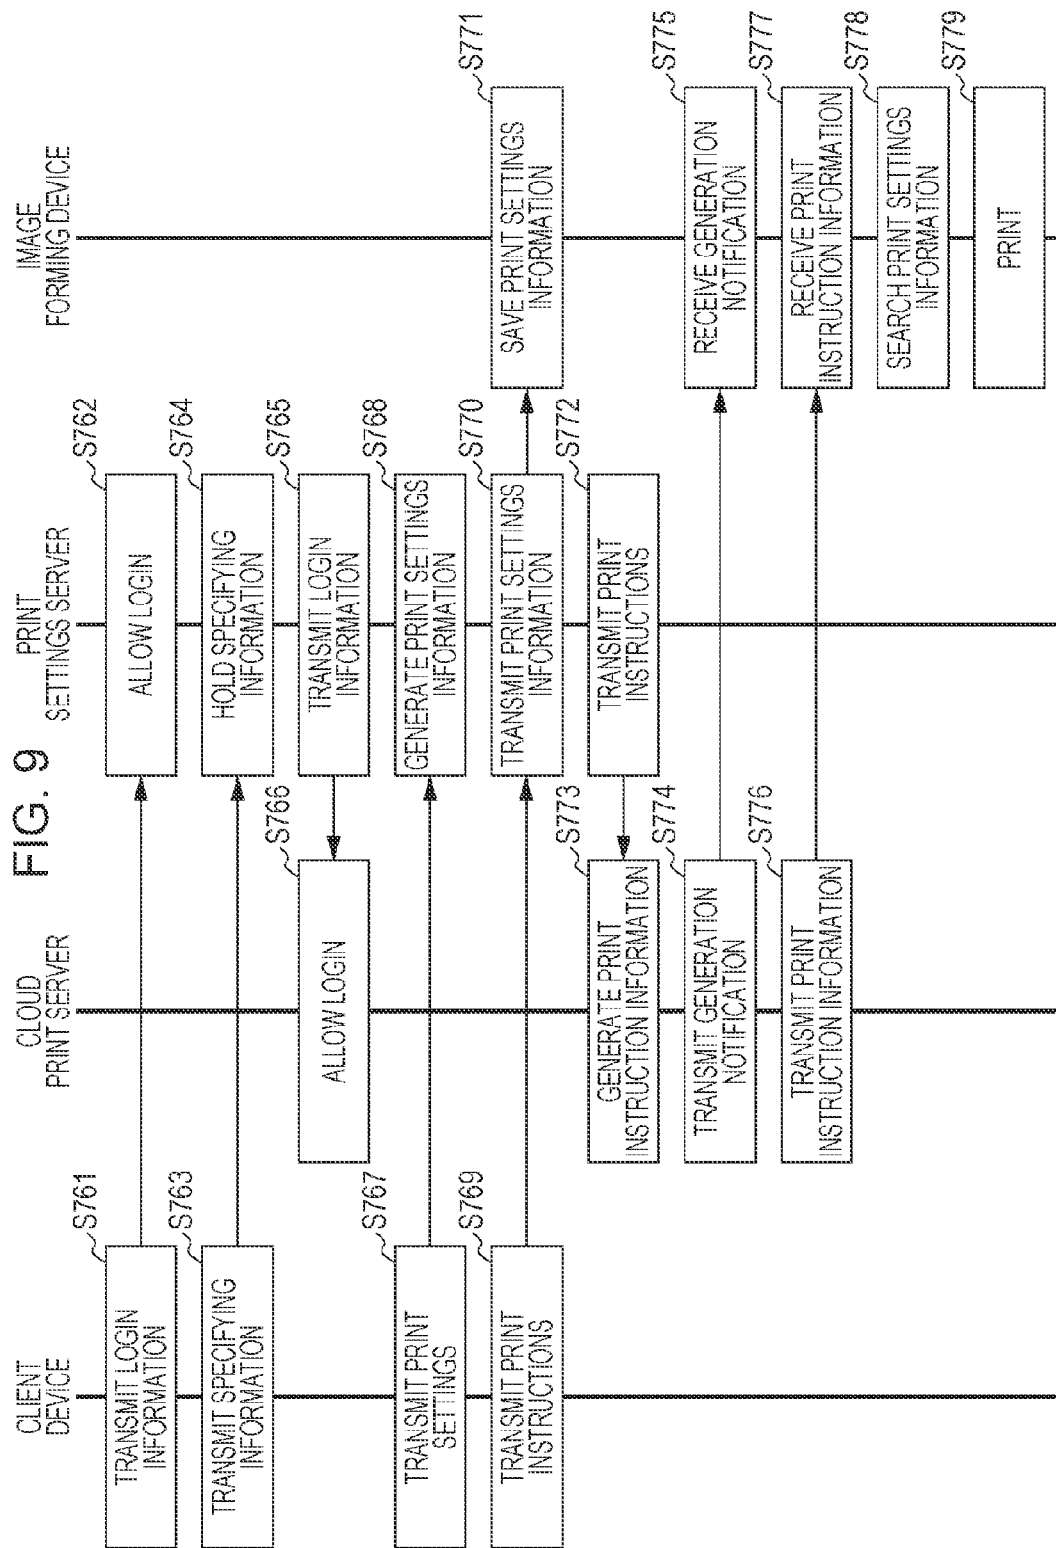 FIG. 9
CLIENT
DEVICE
CLOUD
PRINT SERVER
PRINT
SETTINGS SERVER
IMAGE
FORMING DEVICE
S761
TRANSMIT LOGIN
INFORMATION
S762
ALLOW LOGIN
S763
TRANSMIT SPECIFYING
INFORMATION
S764
HOLD SPECIFYING
INFORMATION
S765
TRANSMIT LOGIN
INFORMATION
S766
ALLOW LOGIN
S767
TRANSMIT PRINT
SETTINGS
S768
GENERATE PRINT SETTINGS
INFORMATION
S769
TRANSMIT PRINT
INSTRUCTIONS
S770
TRANSMIT PRINT SETTINGS
INFORMATION
S771
SAVE PRINT SETTINGS
INFORMATION
S772
TRANSMIT PRINT
INSTRUCTIONS
S773
GENERATE PRINT
INSTRUCTION INFORMATION
S774
TRANSMIT GENERATION
NOTIFICATION
S775
RECEIVE GENERATION
NOTIFICATION
S776
TRANSMIT PRINT
INSTRUCTION INFORMATION
S777
RECEIVE PRINT
INSTRUCTION INFORMATION
S778
SEARCH PRINT SETTINGS
INFORMATION
S779
PRINT